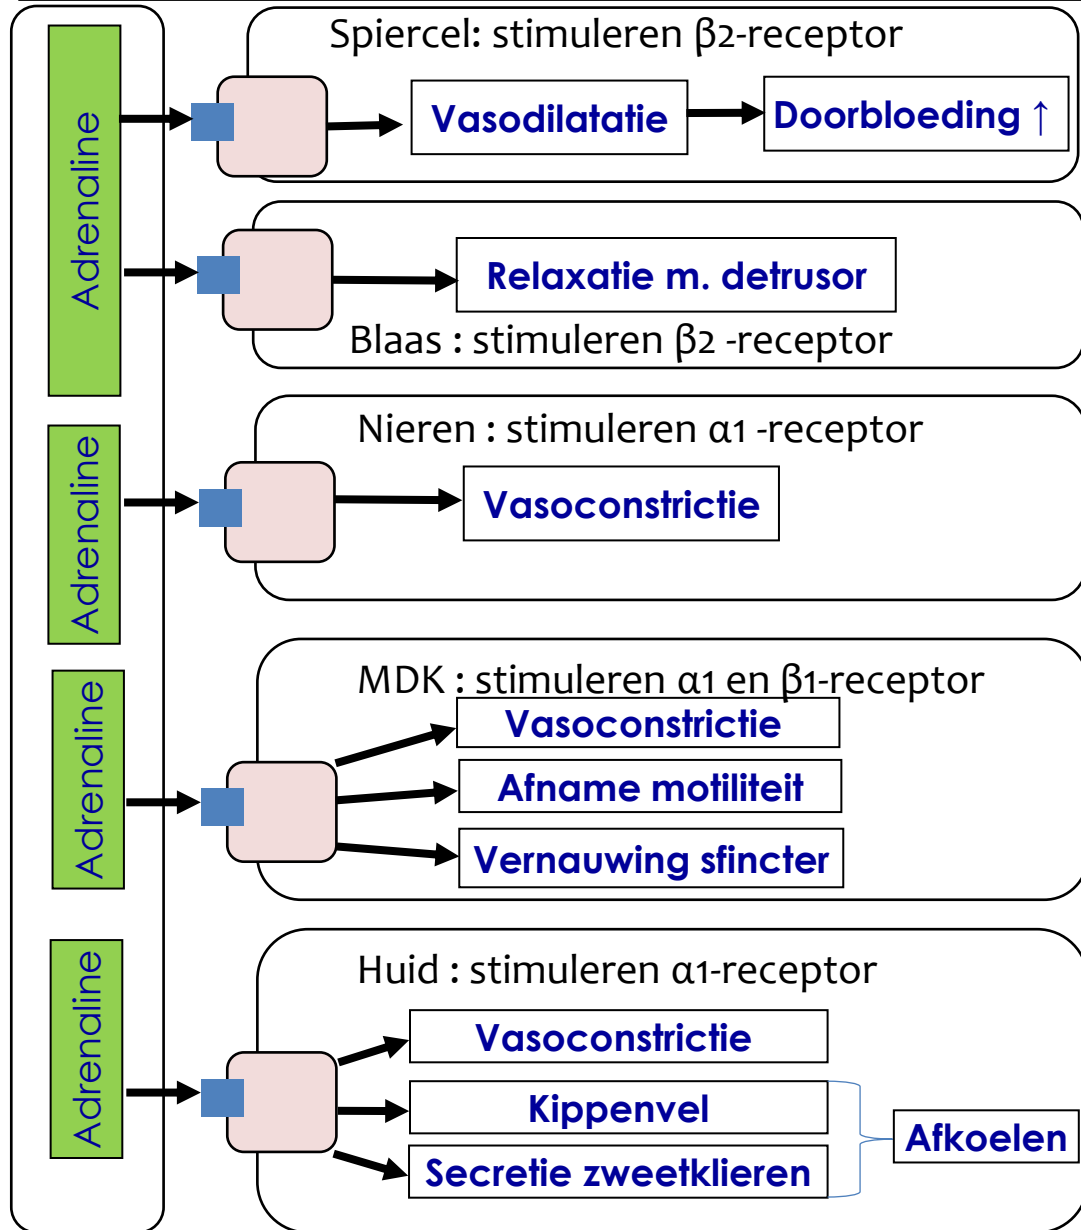 Adrenaline
Spiercel: stimuleren β2-receptor
Vasodilatatie
Doorbloeding ↑
Relaxatie m. detrusor
Blaas : stimuleren β2 -receptor
Adrenaline
Nieren : stimuleren α1 -receptor
Vasoconstrictie
Adrenaline
MDK : stimuleren α1 en β1-receptor
Vasoconstrictie
Afname motiliteit
Vernauwing sfincter
Adrenaline
Huid : stimuleren α1-receptor
Vasoconstrictie
Kippenvel
Secretie zweetklieren
Afkoelen